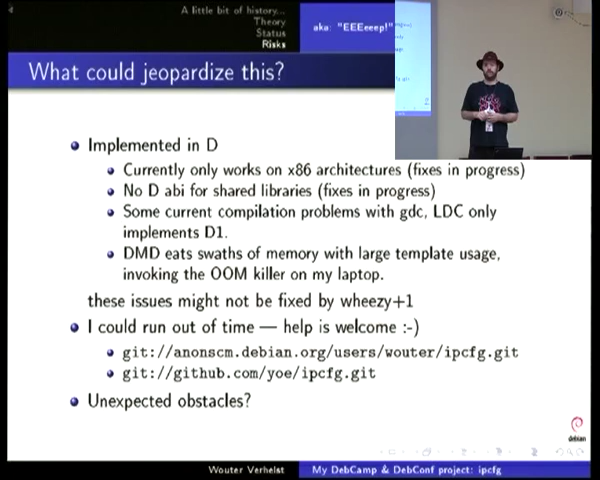 A little bit of history...
Theory
Status
Risks
aka: "EEEeeep!"
What could jeopardize this?
Implemented in D
Currently only works on x86 architectures (fixes in progress)
No D abi for shared libraries (fixes in progress)
Some current compilation problems with gdc, LDC only
implements D1.
DMD eats swaths of memory with large template usage,
invoking the OOM killer on my laptop.
these issues might not be fixed by wheezy+1
I could run out of time — help is welcome :-)
git://anonscm.debian.org/users/wouter/ipcfg.git
git://github.com/yoe/ipcfg.git
Unexpected obstacles?
debian
Wouter Verhelst
My DebCamp & DebConf project: ipcfg